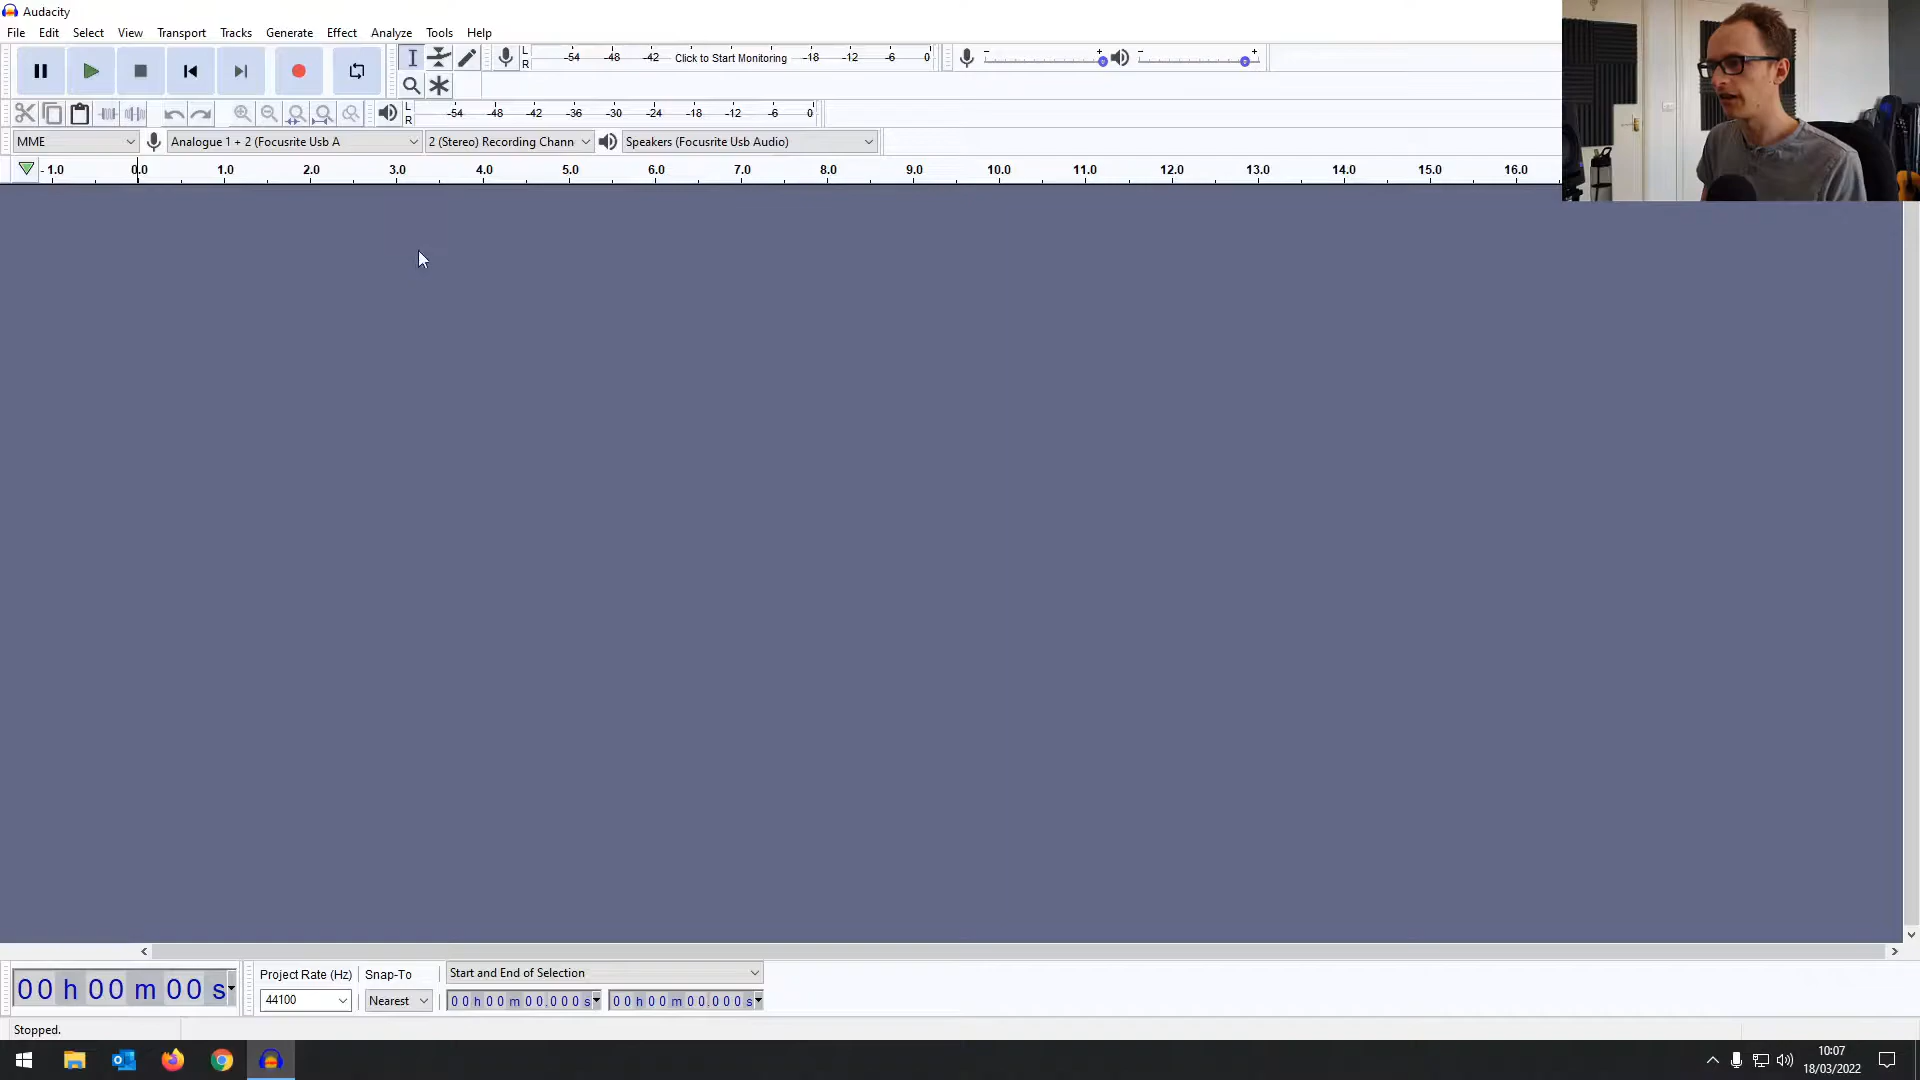 Audacity
File Edit Select View Transport Tracks Generate Effect Analyze Tools Help
L
R
-54 -48 -42 Click to Start Monitoring -18 -12 -6 0
- +
- +
L
R
-54 -48 -42 -36 -30 -24 -18 -12 -6 0
MME Analogue 1 + 2 (Focusrite Usb A 2 (Stereo) Recording Chann Speakers (Focusrite Usb Audio)
- 1.0 0.0 1.0 2.0 3.0 4.0 5.0 6.0 7.0 8.0 9.0 10.0 11.0 12.0 13.0 14.0 15.0 16.0
00 h 00 m 00 s
Project Rate (Hz) Snap-To Start and End of Selection
44100 Nearest 00 h 00 m 00.000 s 00 h 00 m 00.000 s
Stopped.
10:07
18/03/2022